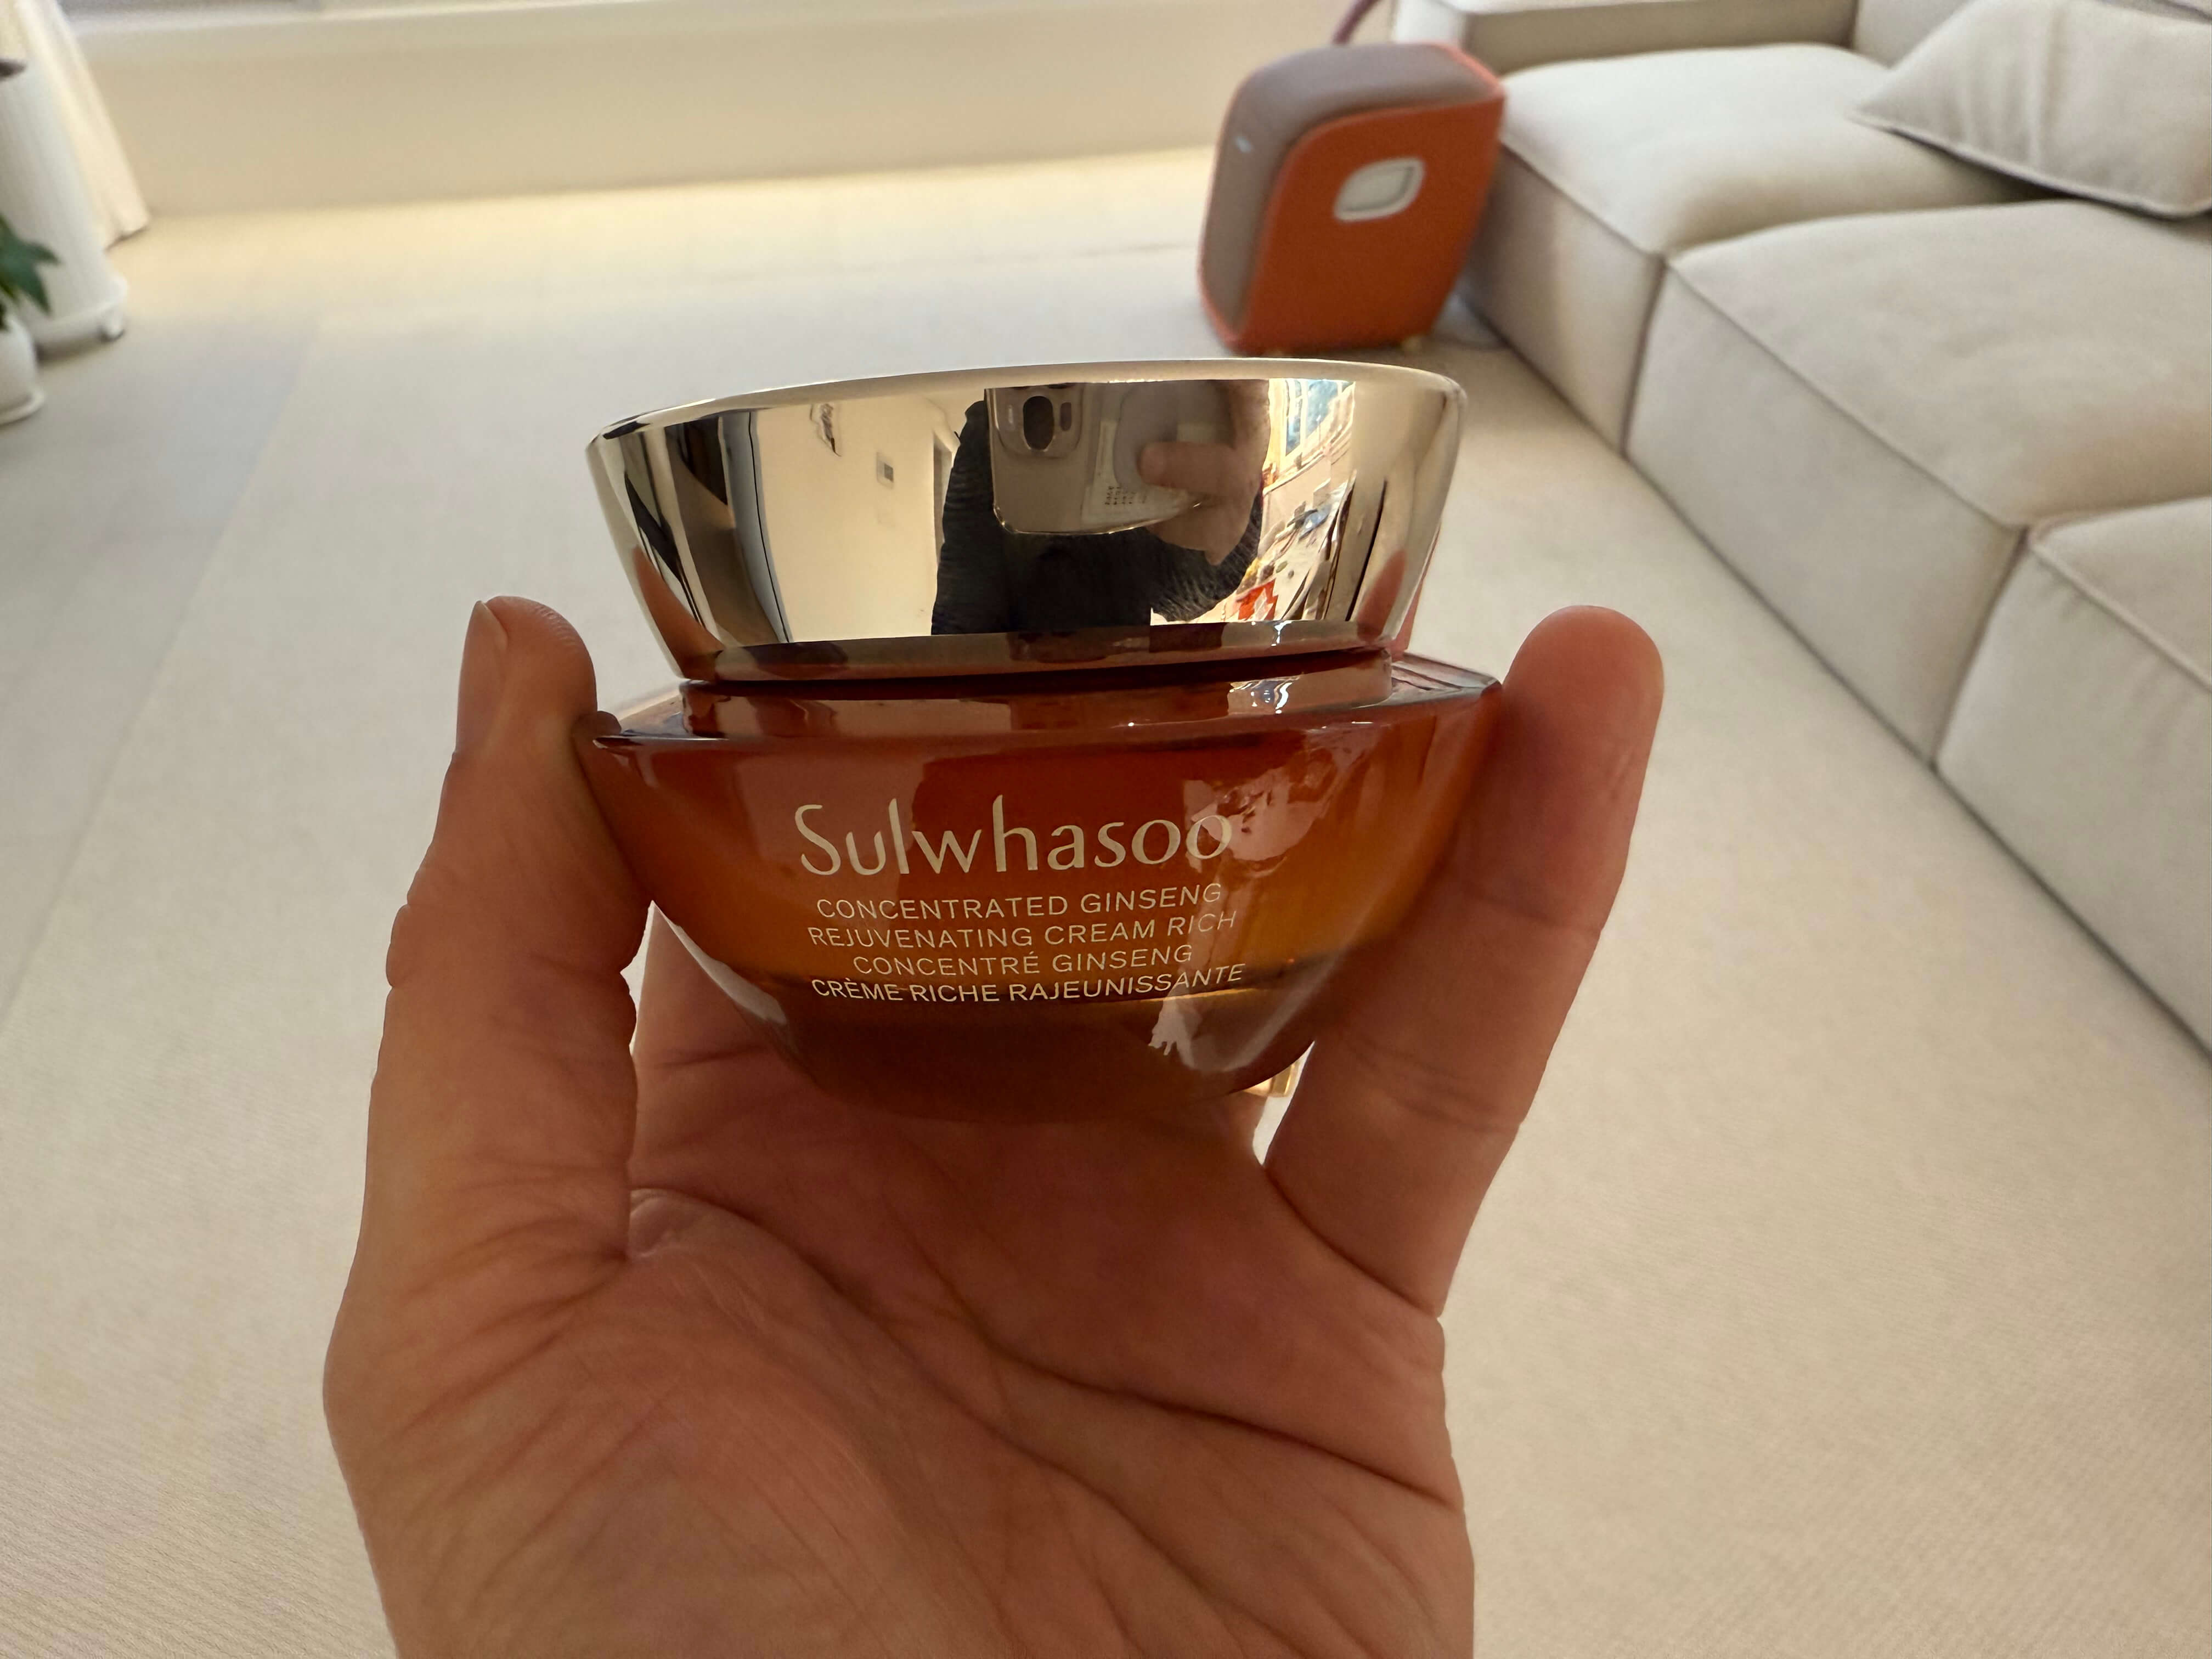 Sulwhasoo
CONCENTRATED GINSENG
REJUVENATING CREAM RICH
CONCENTRÉ GINSENG
CRÈME RICHE RAJEUNISSANTE